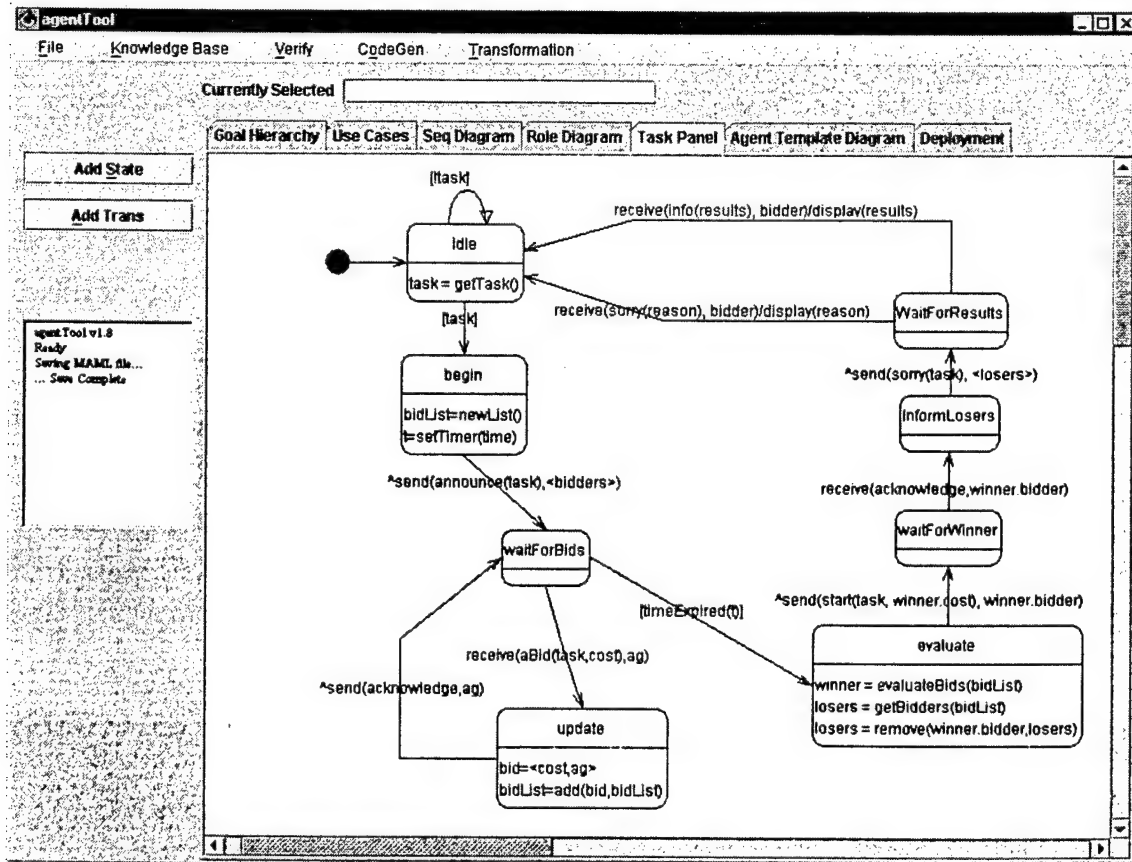 agentTool
File Knowledge Base Verify CodeGen Transformation
Currently Selected
Goal Hierarchy Use Cases Seq Diagram Role Diagram Task Panel Agent Template Diagram Deployment
Add State
Add Trans
agentTool v1.8
Ready
Saving MAML file...
... Save Complete
[!task]
receive(info(results), bidder)/display(results)
Idle
task = getTask()
receive(sorry(reason), bidder)/display(reason)
WaitForResults
[task]
begin
bidList=newList()
t=setTimer(time)
^send(sorry(task), <losers>)
InformLosers
^send(announce(task),<bidders>)
receive(acknowledge,winner.bidder)
waitForWinner
waitForBids
^send(start(task, winner.cost), winner.bidder)
[timeExpired(t)]
receive(aBid(task,cost),ag)
^send(acknowledge,ag)
evaluate
winner = evaluateBids(bidList)
losers = getBidders(bidList)
losers = remove(winner.bidder,losers)
update
bid=<cost,ag>
bidList=add(bid,bidList)